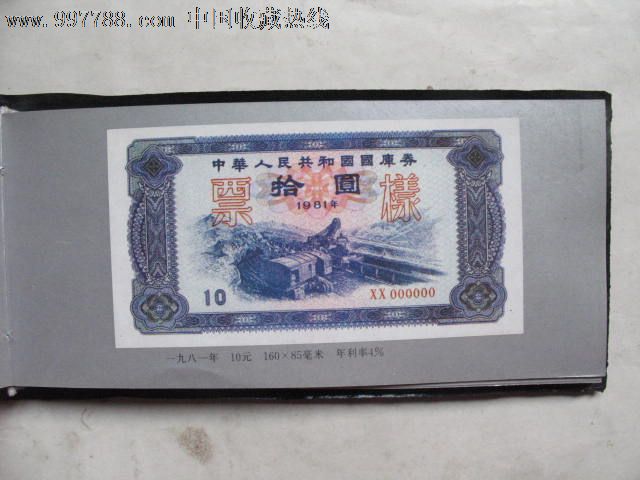 www.997788.com 中国收藏热线
中華人民共和國國庫券
票 拾圓 樣
1981年
10 XX 000000
一九八一年 10元 160×85毫米 年利率4%